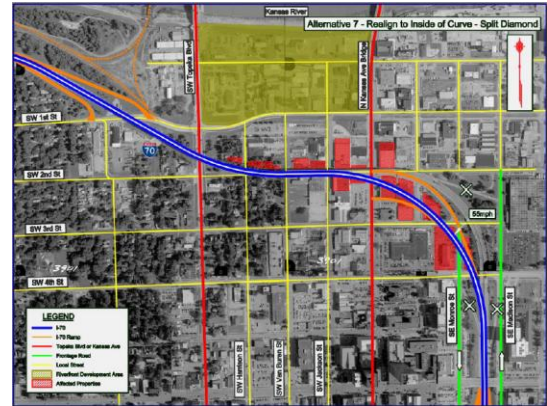 Kansas River
Alternative 7 - Realign to Inside of Curve - Split Diamond
SW Topeka Blvd
N Kansas Ave Bridge
SW 1st St
70
SW 2nd St
55mph
SW 3rd St
SW 4th St
SW Harrison St
SW Van Buren St
SW Jackson St
SE Monroe St
SE Madison St
LEGEND
I-70
I-70 Ramp
Topeka Blvd or Kansas Ave
Frontage Road
Local Street
Riverfront Development Area
Affected Properties